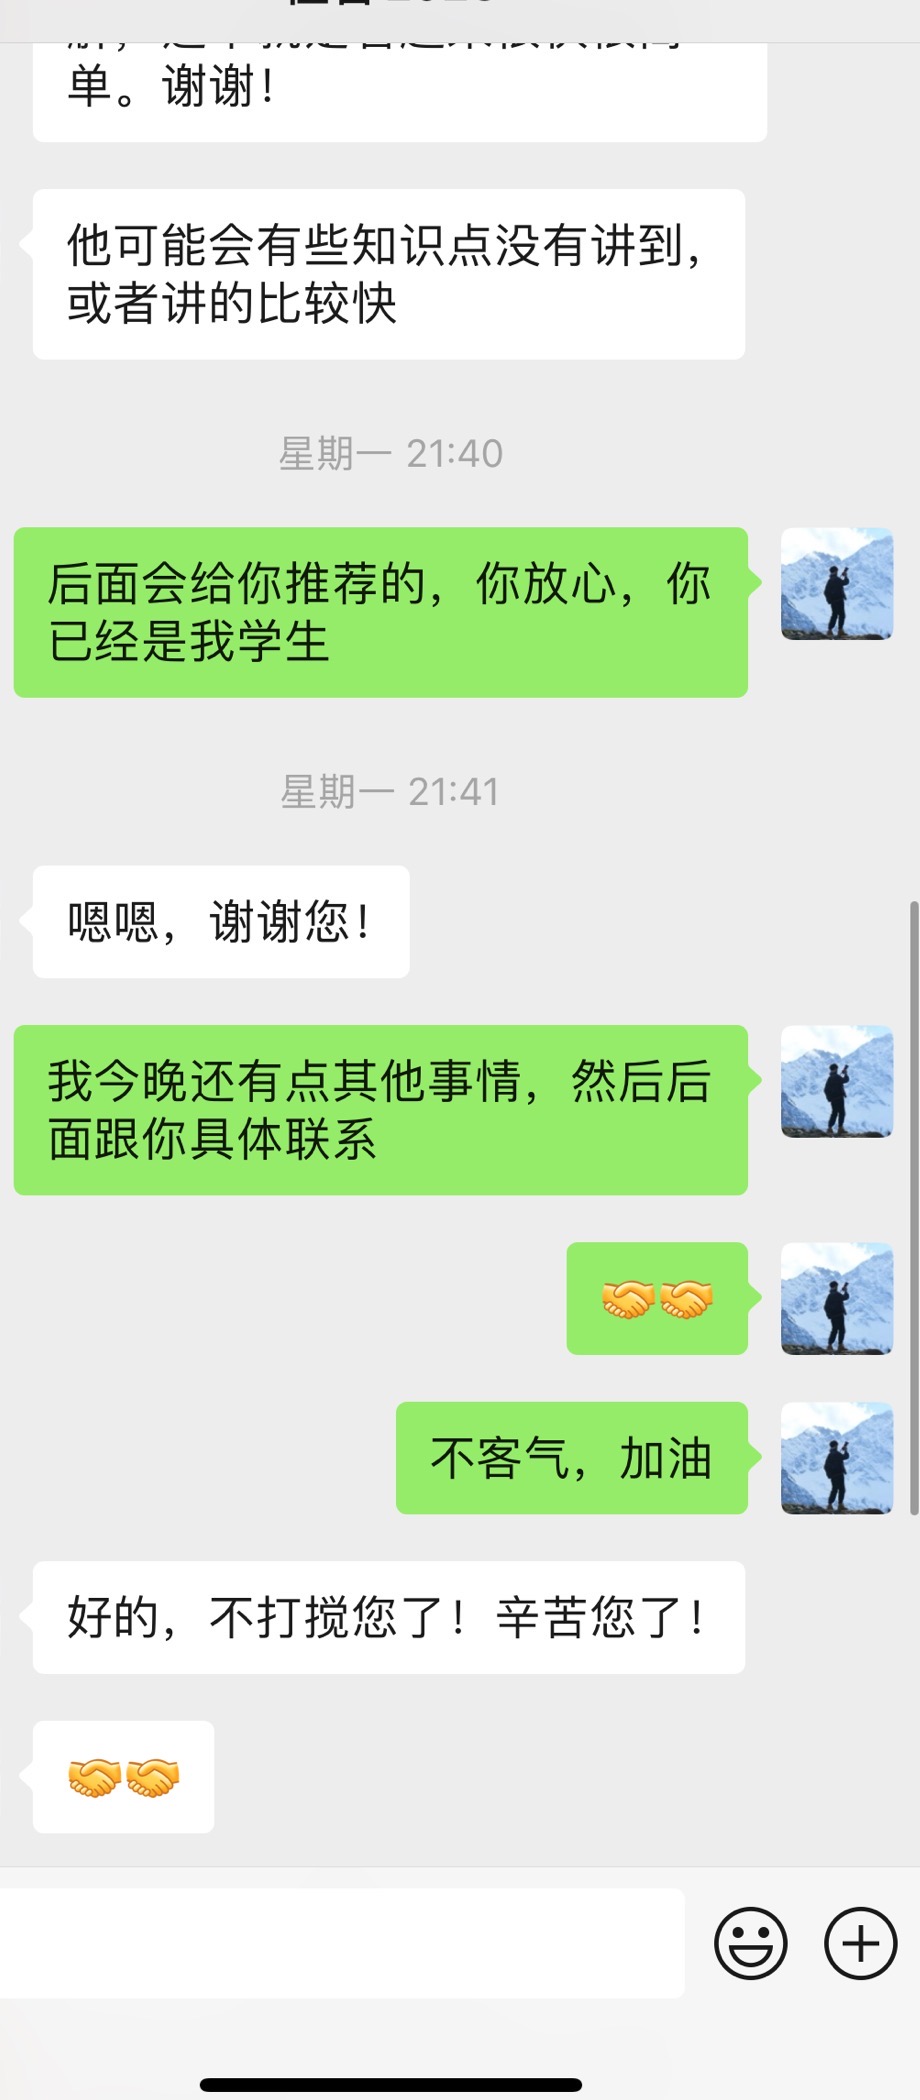 单。谢谢！
他可能会有些知识点没有讲到，
或者讲的比较快
星期一 21:40
后面会给你推荐的，你放心，你
已经是我学生
星期一 21:41
嗯嗯，谢谢您！
我今晚还有点其他事情，然后后
面跟你具体联系
🤝🤝
不客气，加油
好的，不打搅您了！辛苦您了！
🤝🤝